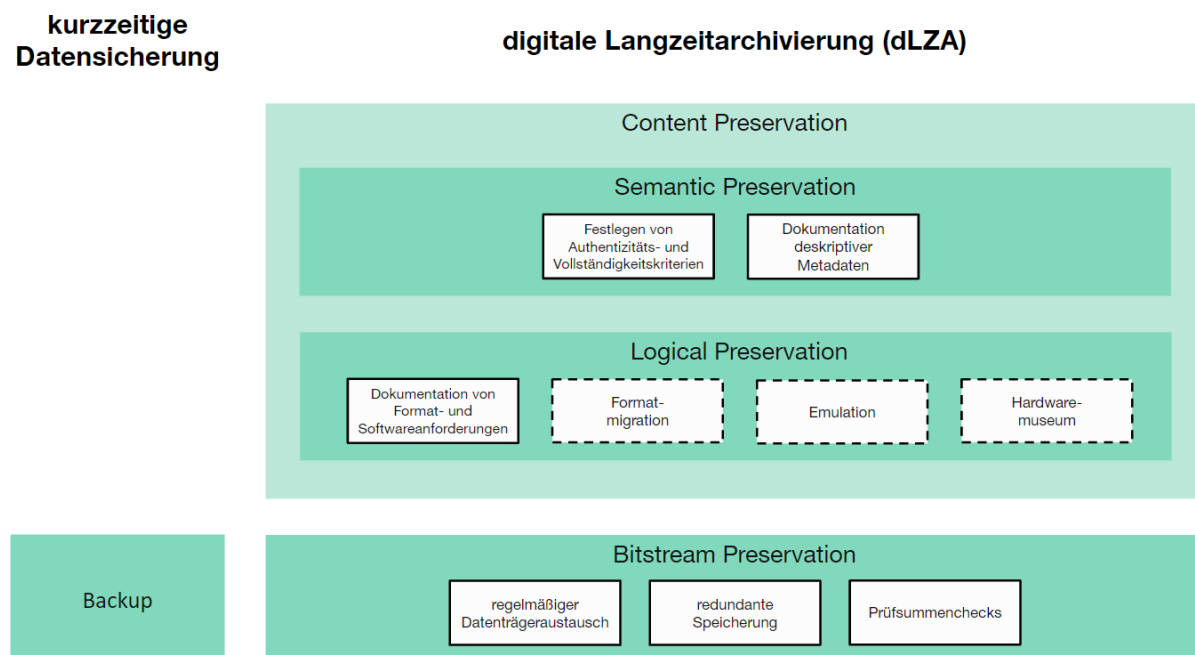 kurzzeitige
Datensicherung
digitale Langzeitarchivierung (dLZA)
Content Preservation
Semantic Preservation
Festlegen von
Authentizitäts- und
Vollständigkeitskriterien
Dokumentation
deskriptiver
Metadaten
Logical Preservation
Dokumentation von
Format- und
Softwareanforderungen
Format-
migration
Emulation
Hardware-
museum
Backup
Bitstream Preservation
regelmäßiger
Datenträgeraustausch
redundante
Speicherung
Prüfsummenchecks